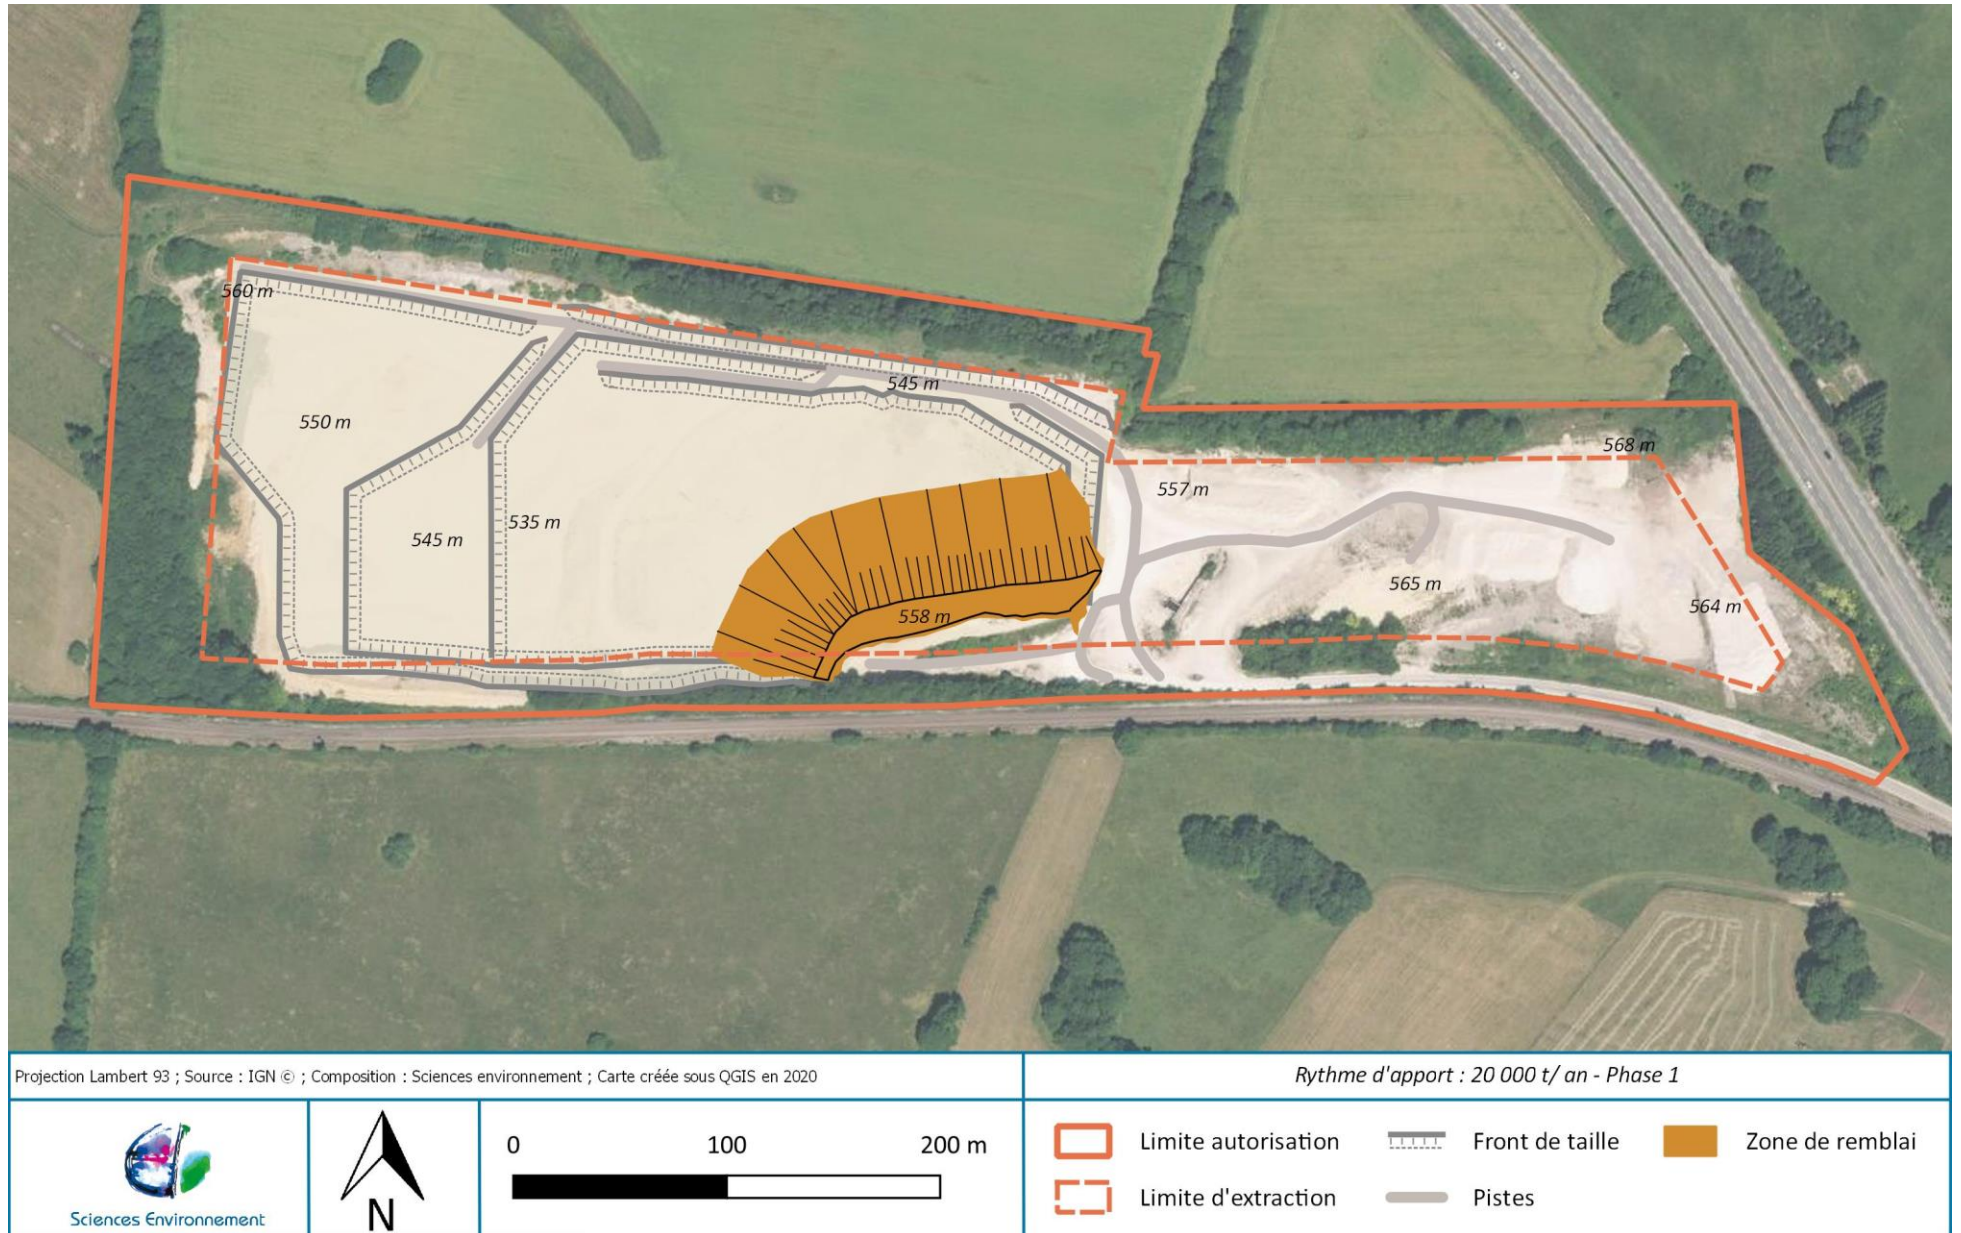 560 m
545 m
550 m
568 m
557 m
535 m
545 m
565 m
564 m
558 m
Projection Lambert 93 ; Source : IGN © ; Composition : Sciences environnement ; Carte créée sous QGIS en 2020
Rythme d'apport : 20 000 t/ an - Phase 1
Sciences Environnement
N
0 100 200 m
Limite autorisation
Front de taille
Zone de remblai
Limite d'extraction
Pistes